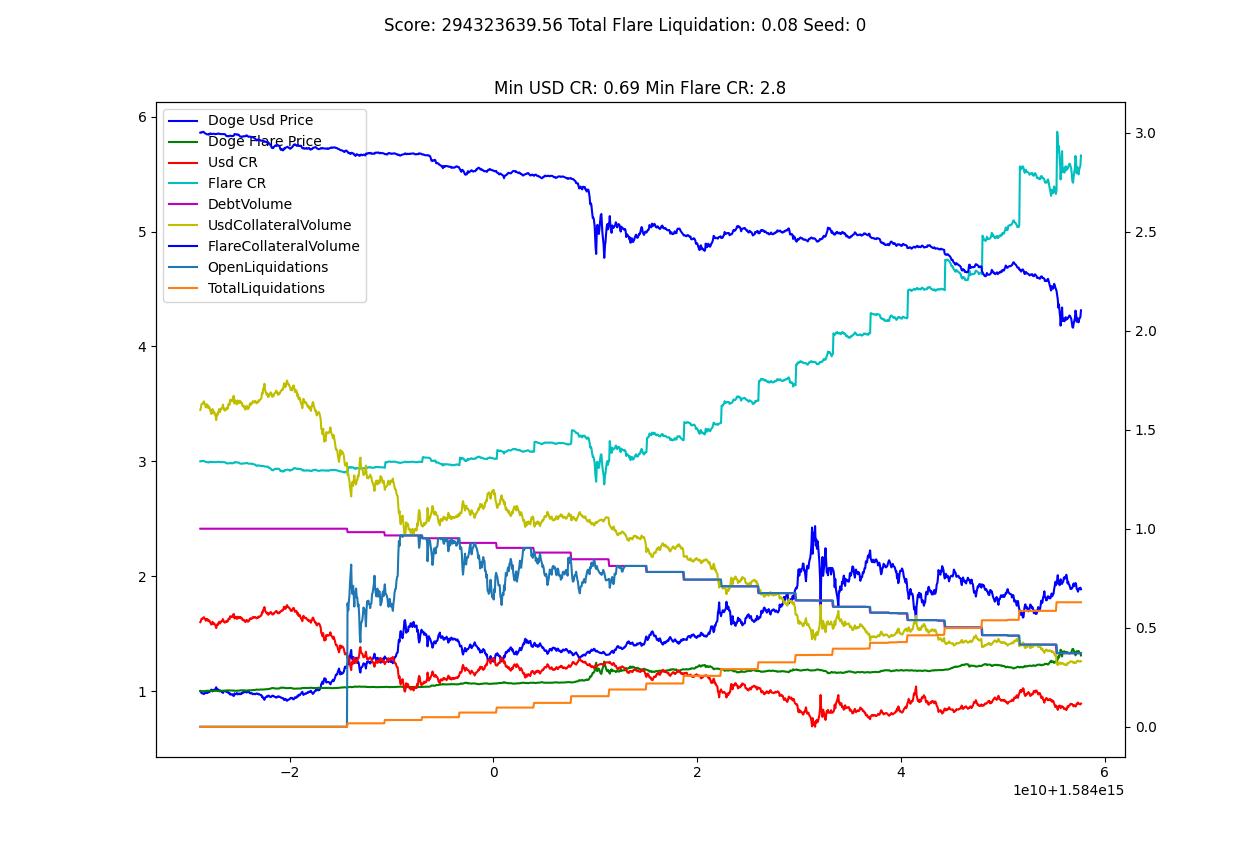 Score: 294323639.56 Total Flare Liquidation: 0.08 Seed: 0
Min USD CR: 0.69 Min Flare CR: 2.8
Doge Usd Price
Doge Flare Price
Usd CR
Flare CR
DebtVolume
UsdCollateralVolume
FlareCollateralVolume
OpenLiquidations
TotalLiquidations
6
5
4
3
2
1
3.0
2.5
2.0
1.5
1.0
0.5
0.0
−2
0
2
4
6
1e10+1.584e15